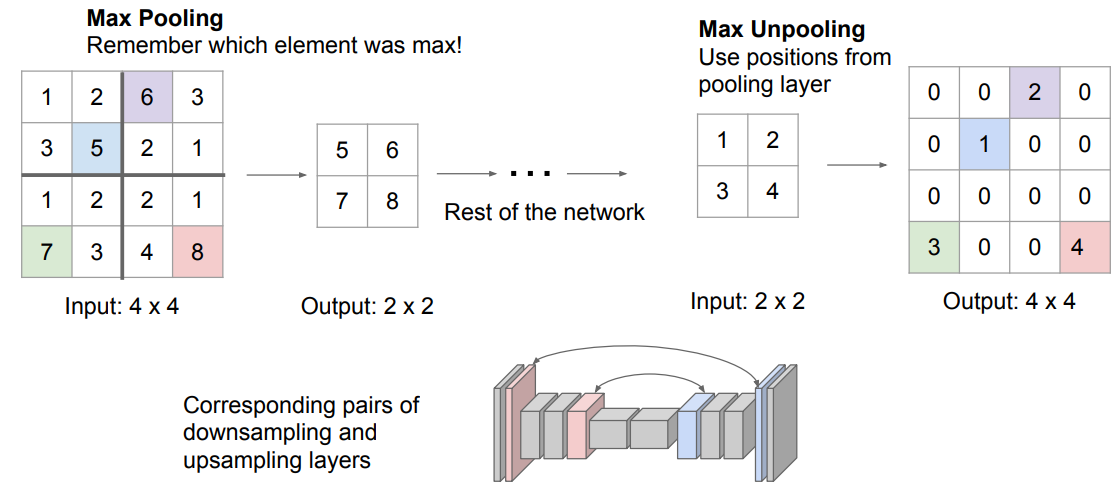 Max Pooling
Remember which element was max!
1 2 6 3
3 5 2 1
1 2 2 1
7 3 4 8
Input: 4 x 4
5 6
7 8
Output: 2 x 2
...
Rest of the network
Max Unpooling
Use positions from
pooling layer
1 2
3 4
Input: 2 x 2
0 0 2 0
0 1 0 0
0 0 0 0
3 0 0 4
Output: 4 x 4
Corresponding pairs of
downsampling and
upsampling layers